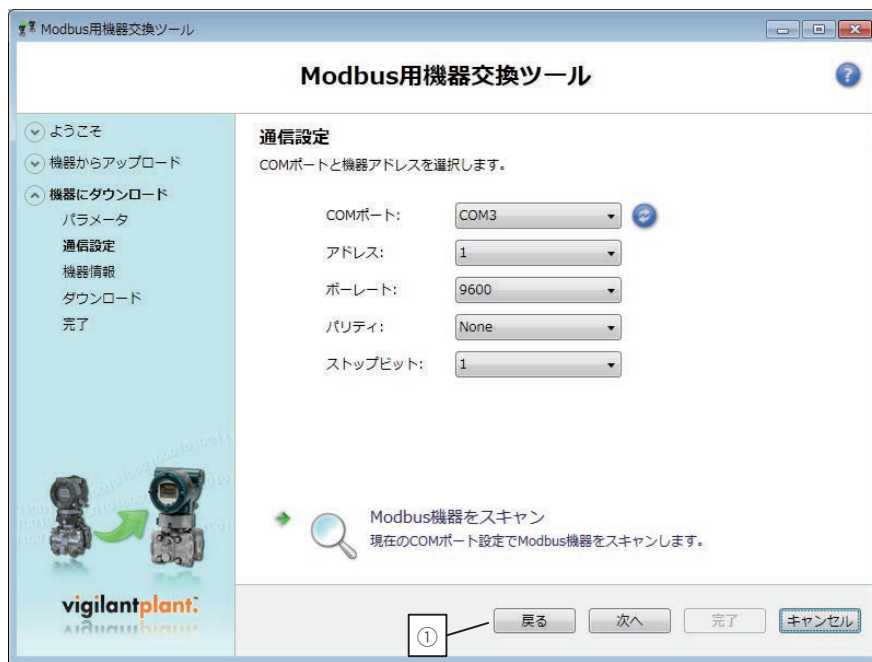 Modbus用機器交換ツール
Modbus用機器交換ツール
?
ようこそ
機器からアップロード
機器にダウンロード
パラメータ
通信設定
機器情報
ダウンロード
完了
通信設定
COMポートと機器アドレスを選択します。
COMポート: COM3
アドレス: 1
ボーレート: 9600
パリティ: None
ストップビット: 1
Modbus機器をスキャン
現在のCOMポート設定でModbus機器をスキャンします。
vigilantplant.
① 戻る 次へ 完了 キャンセル